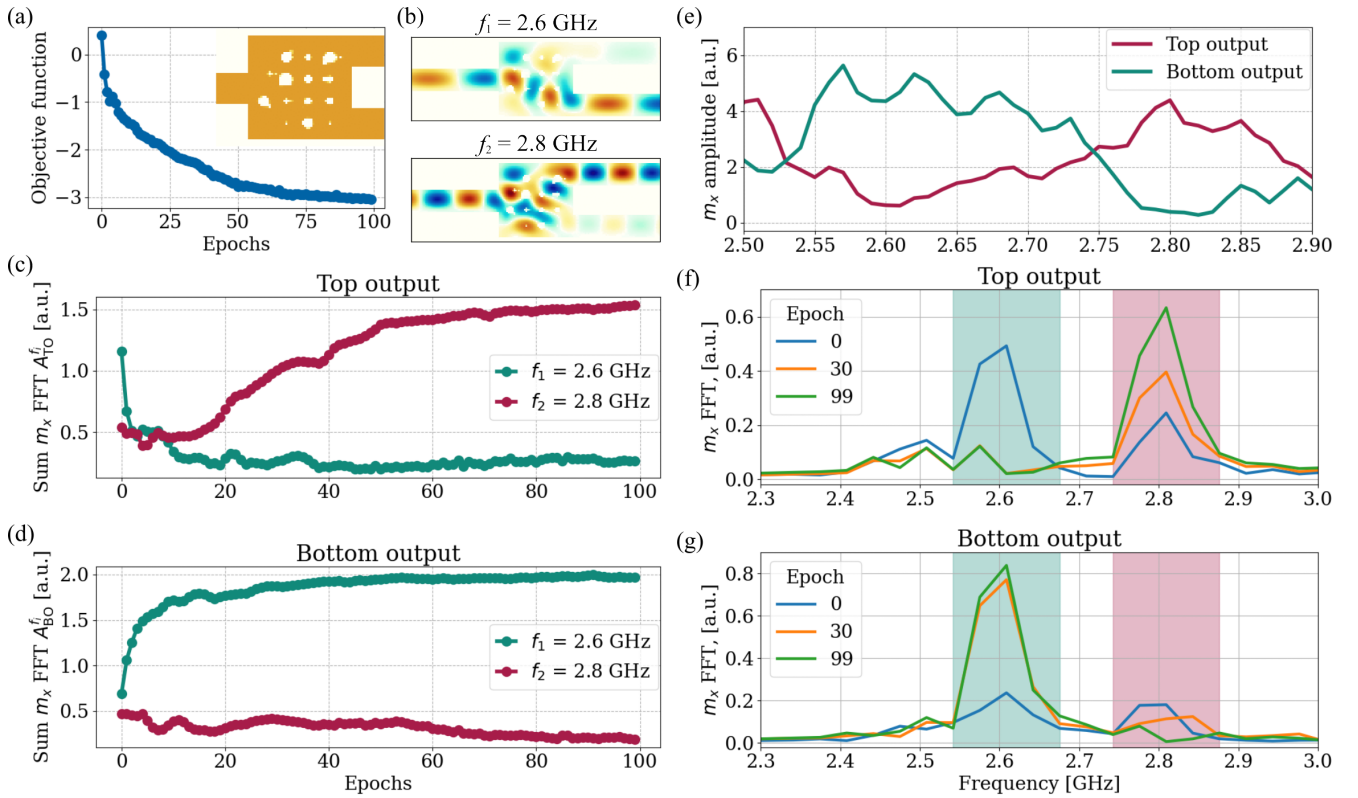 (a)
0
−1
−2
−3
Objective function
0 25 50 75 100
Epochs
(b)
f1 = 2.6 GHz
f2 = 2.8 GHz
(c)
Top output
1.5
1.0
0.5
Sum mx FFT A_TO^fi [a.u.]
f1 = 2.6 GHz
f2 = 2.8 GHz
0 20 40 60 80 100
(d)
Bottom output
2.0
1.5
1.0
0.5
Sum mx FFT A_BO^fi [a.u.]
f1 = 2.6 GHz
f2 = 2.8 GHz
0 20 40 60 80 100
Epochs
(e)
6
4
2
0
mx amplitude [a.u.]
Top output
Bottom output
2.50 2.55 2.60 2.65 2.70 2.75 2.80 2.85 2.90
(f)
Top output
0.6
0.4
0.2
0.0
mx FFT, [a.u.]
Epoch
0
30
99
2.3 2.4 2.5 2.6 2.7 2.8 2.9 3.0
(g)
Bottom output
0.8
0.6
0.4
0.2
0.0
mx FFT, [a.u.]
Epoch
0
30
99
2.3 2.4 2.5 2.6 2.7 2.8 2.9 3.0
Frequency [GHz]